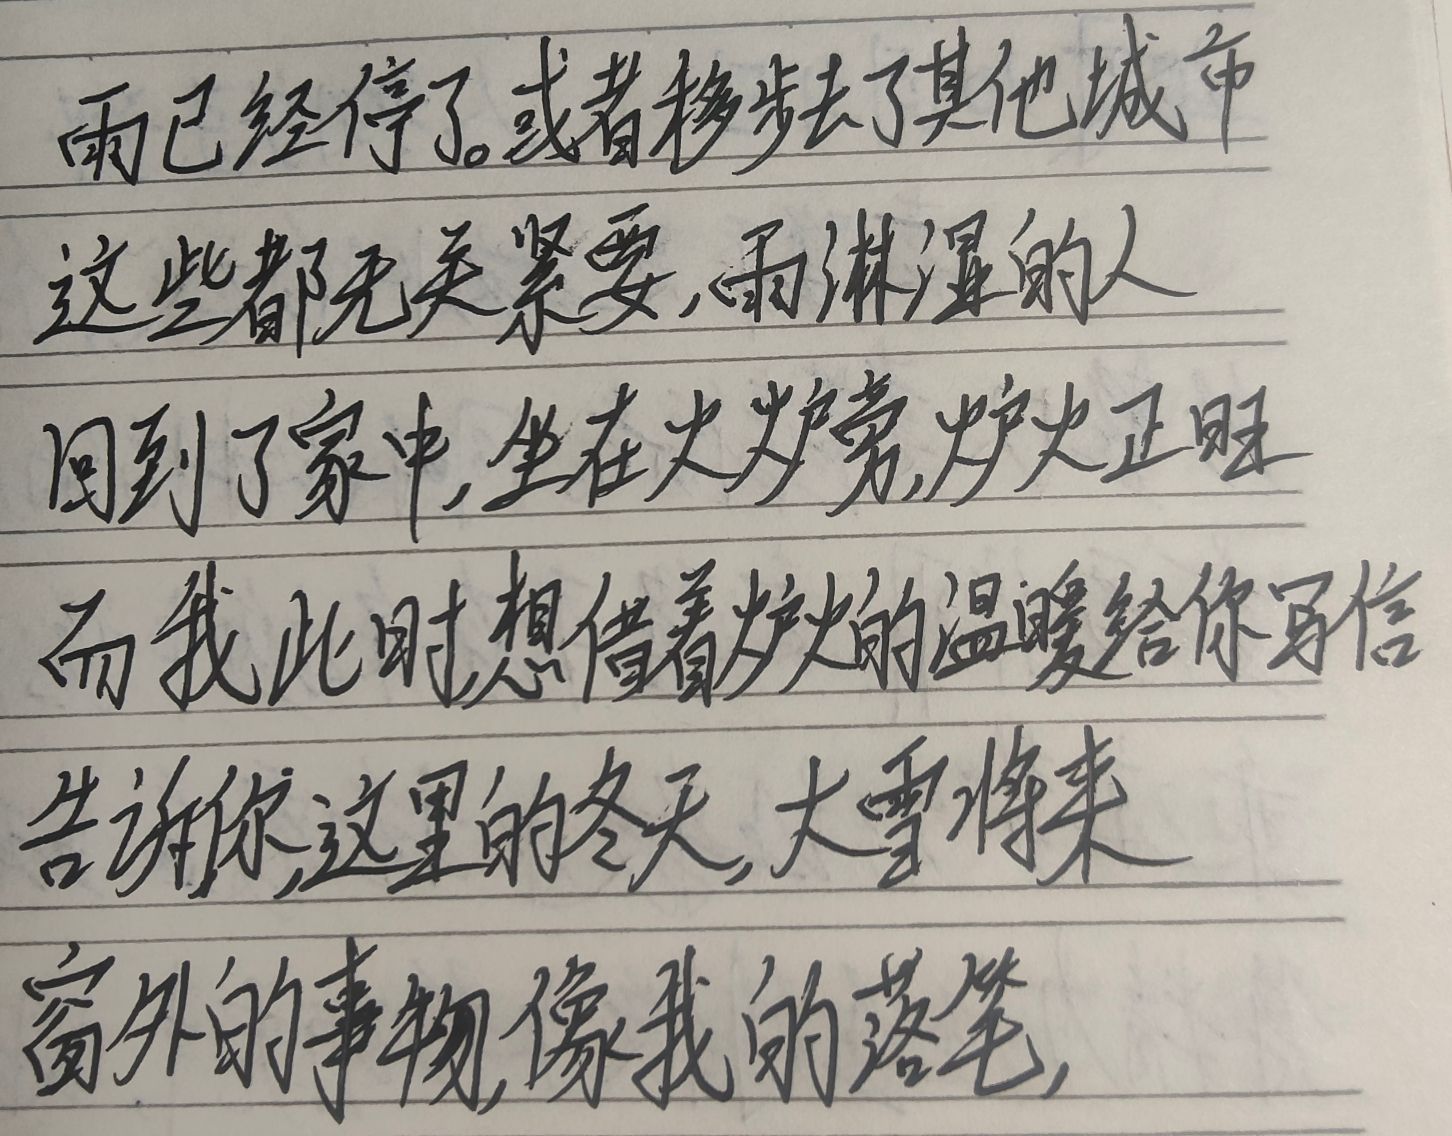 雨已经停了。或者移步去了其他城市
这些都无关紧要,雨淋湿的人
回到了家中,坐在火炉旁,炉火正旺
而我此时,想借着炉火的温暖给你写信
告诉你,这里的冬天,大雪将来
窗外的事物,像我的落笔,